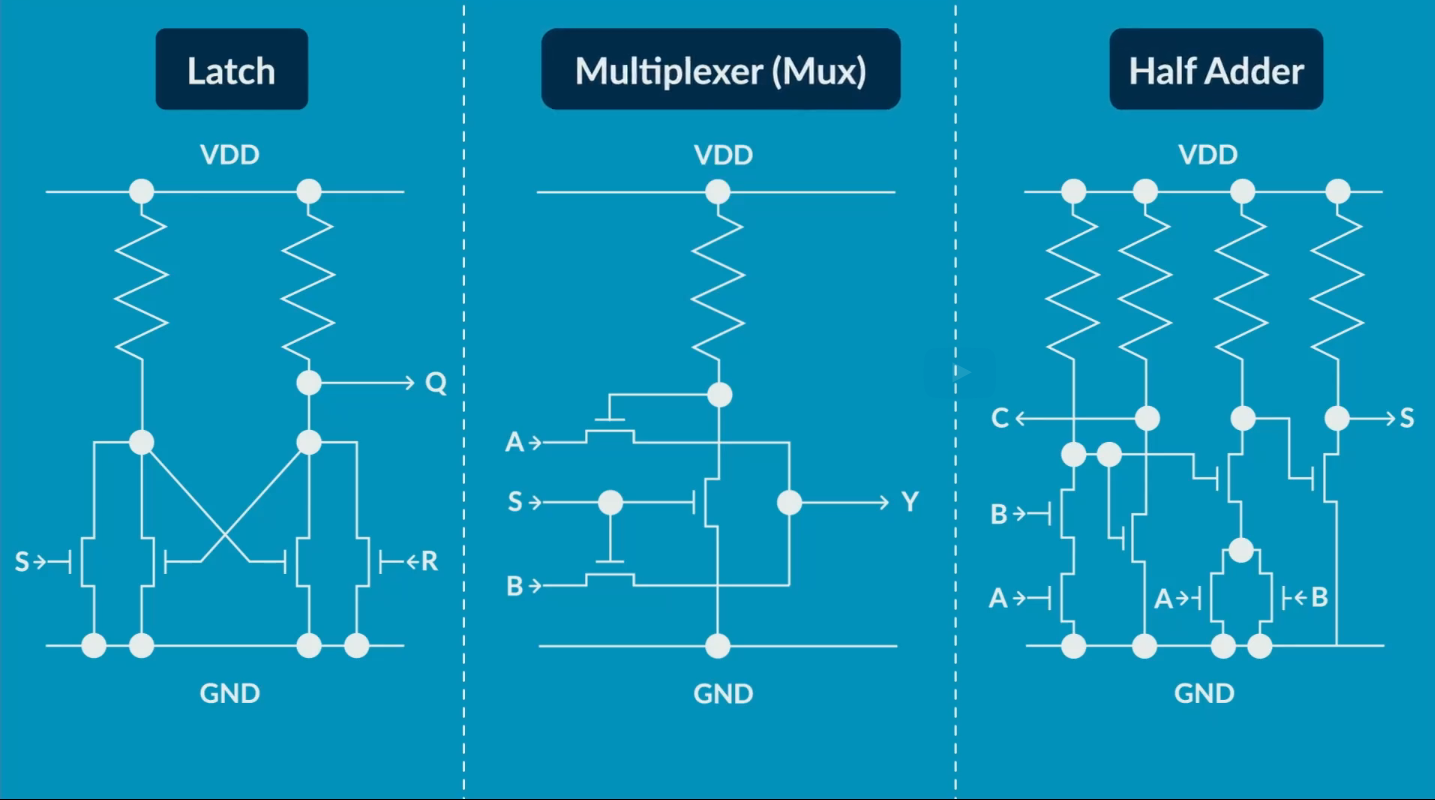 Latch
VDD
Q
S
R
GND
Multiplexer (Mux)
VDD
A
S
Y
B
GND
Half Adder
VDD
C
S
B
A
A
B
GND